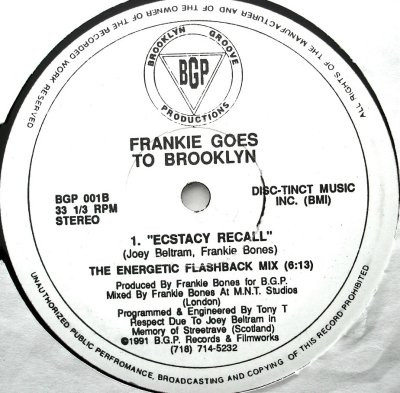 ALL RIGHTS OF THE MANUFACTURER AND OF THE OWNER OF THE RECORDED WORK RESERVED
BROOKLYN GROOVE
BGP
PRODUCTIONS
FRANKIE GOES
TO BROOKLYN
BGP 001B
33 1/3 RPM
STEREO
DISC-TINCT MUSIC
INC. (BMI)
1. "ECSTACY RECALL"
(Joey Beltram, Frankie Bones)
THE ENERGETIC FLASHBACK MIX (6:13)
Produced By Frankie Bones for B.G.P.
Mixed By Frankie Bones At M.N.T. Studios
(London)
Programmed & Engineered By Tony T
Respect Due To Joey Beltram in
Memory of Streetrave (Scotland)
©1991 B.G.P. Records & Filmworks
(718) 714-5232
UNAUTHORIZED PUBLIC PERFROMANCE, BROADCASTING AND COPYING OF THIS RECORD PROHIBITED